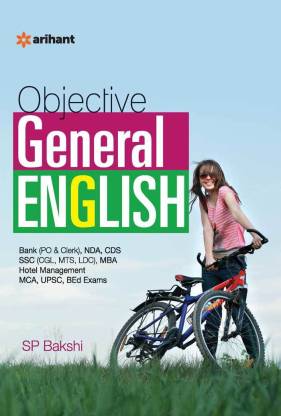 arihant
Objective
General
ENGLISH
Bank (PO & Clerk), NDA, CDS
SSC (CGL, MTS, LDC), MBA
Hotel Management
MCA, UPSC, BEd Exams
SP Bakshi